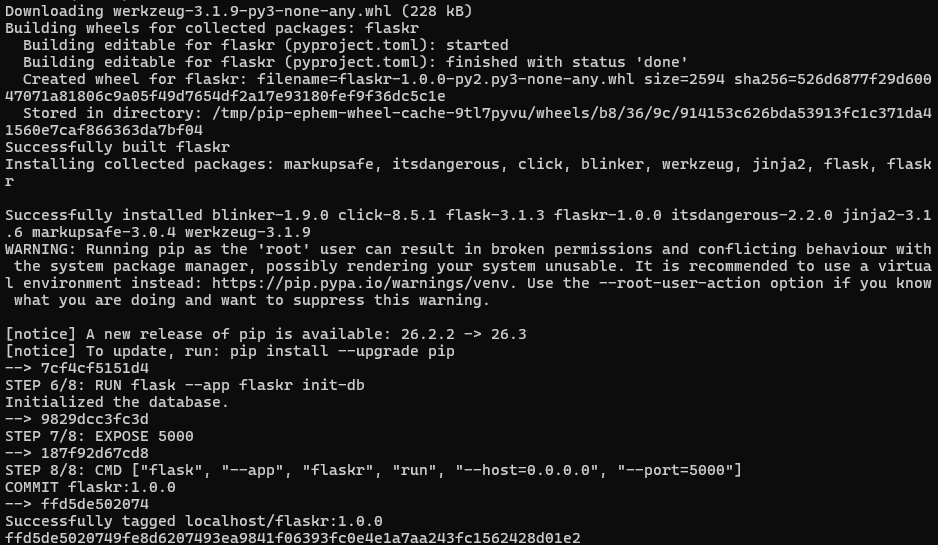 Downloading werkzeug-3.1.9-py3-none-any.whl (228 kB)
Building wheels for collected packages: flaskr
  Building editable for flaskr (pyproject.toml): started
  Building editable for flaskr (pyproject.toml): finished with status 'done'
  Created wheel for flaskr: filename=flaskr-1.0.0-py2.py3-none-any.whl size=2594 sha256=526d6877f29d600
47071a81806c9a05f49d7654df2a17e93180fef9f36dc5c1e
  Stored in directory: /tmp/pip-ephem-wheel-cache-9tl7pyvu/wheels/b8/36/9c/914153c626bda53913fc1c371da4
1560e7caf866363da7bf04
Successfully built flaskr
Installing collected packages: markupsafe, itsdangerous, click, blinker, werkzeug, jinja2, flask, flask
r

Successfully installed blinker-1.9.0 click-8.5.1 flask-3.1.3 flaskr-1.0.0 itsdangerous-2.2.0 jinja2-3.1
.6 markupsafe-3.0.4 werkzeug-3.1.9
WARNING: Running pip as the 'root' user can result in broken permissions and conflicting behaviour with
 the system package manager, possibly rendering your system unusable. It is recommended to use a virtua
l environment instead: https://pip.pypa.io/warnings/venv. Use the --root-user-action option if you know
 what you are doing and want to suppress this warning.

[notice] A new release of pip is available: 26.2.2 -> 26.3
[notice] To update, run: pip install --upgrade pip
--> 7cf4cf5151d4
STEP 6/8: RUN flask --app flaskr init-db
Initialized the database.
--> 9829dcc3fc3d
STEP 7/8: EXPOSE 5000
--> 187f92d67cd8
STEP 8/8: CMD ["flask", "--app", "flaskr", "run", "--host=0.0.0.0", "--port=5000"]
COMMIT flaskr:1.0.0
--> ffd5de502074
Successfully tagged localhost/flaskr:1.0.0
ffd5de5020749fe8d6207493ea9841f06393fc0e4e1a7aa243fc1562428d01e2